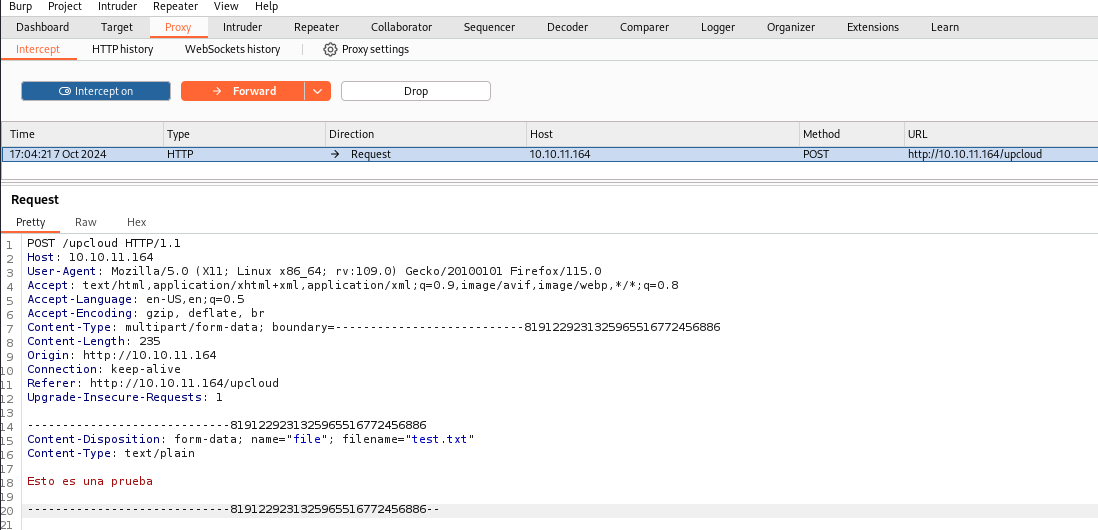 Burp Project Intruder Repeater View Help
Dashboard Target Proxy Intruder Repeater Collaborator Sequencer Decoder Comparer Logger Organizer Extensions Learn
Intercept HTTP history WebSockets history Proxy settings
Intercept on Forward Drop
Time Type Direction Host Method URL
17:04:21 7 Oct 2024 HTTP → Request 10.10.11.164 POST http://10.10.11.164/upcloud
Request
Pretty Raw Hex
1 POST /upcloud HTTP/1.1
2 Host: 10.10.11.164
3 User-Agent: Mozilla/5.0 (X11; Linux x86_64; rv:109.0) Gecko/20100101 Firefox/115.0
4 Accept: text/html,application/xhtml+xml,application/xml;q=0.9,image/avif,image/webp,*/*;q=0.8
5 Accept-Language: en-US,en;q=0.5
6 Accept-Encoding: gzip, deflate, br
7 Content-Type: multipart/form-data; boundary=---------------------------8191229231325965516772456886
8 Content-Length: 235
9 Origin: http://10.10.11.164
10 Connection: keep-alive
11 Referer: http://10.10.11.164/upcloud
12 Upgrade-Insecure-Requests: 1
13
14 -----------------------------8191229231325965516772456886
15 Content-Disposition: form-data; name="file"; filename="test.txt"
16 Content-Type: text/plain
17
18 Esto es una prueba
19
20 -----------------------------8191229231325965516772456886--
21